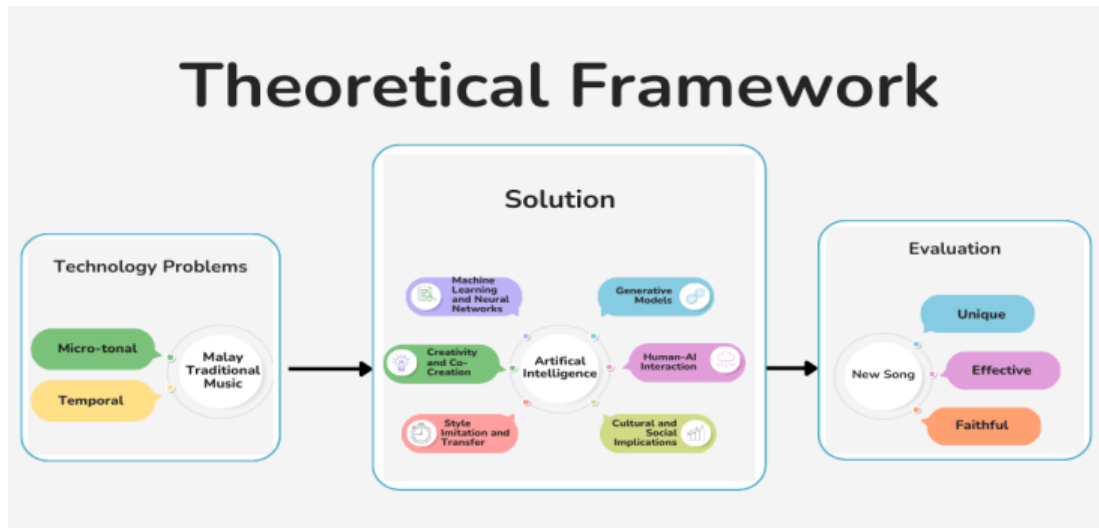 Theoretical Framework
Technology Problems
Micro-tonal
Temporal
Malay
Traditional
Music
Solution
Machine
Learning
and Neural
Networks
Creativity
and Co-
Creation
Style
Imitation and
Transfer
Artifical
Intelligence
Generative
Models
Human-AI
Interaction
Cultural and
Social
Implications
Evaluation
New Song
Unique
Effective
Faithful